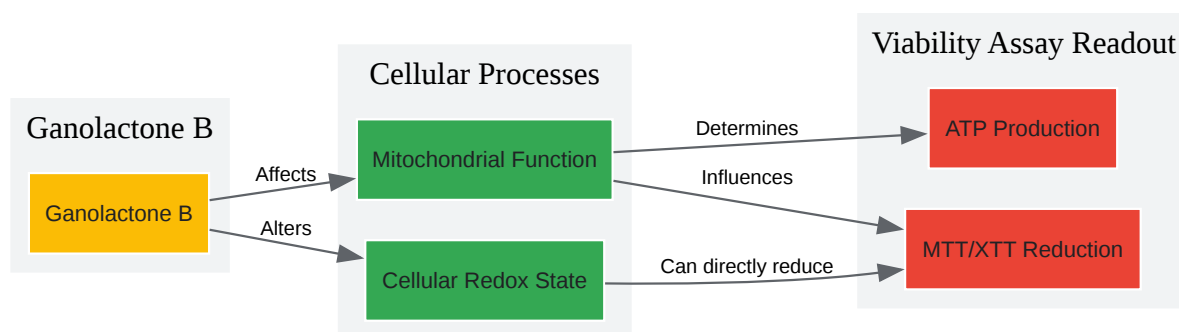 Ganolactone B
Ganolactone B
Affects
Alters
Cellular Processes
Mitochondrial Function
Cellular Redox State
Determines
Influences
Can directly reduce
Viability Assay Readout
ATP Production
MTT/XTT Reduction